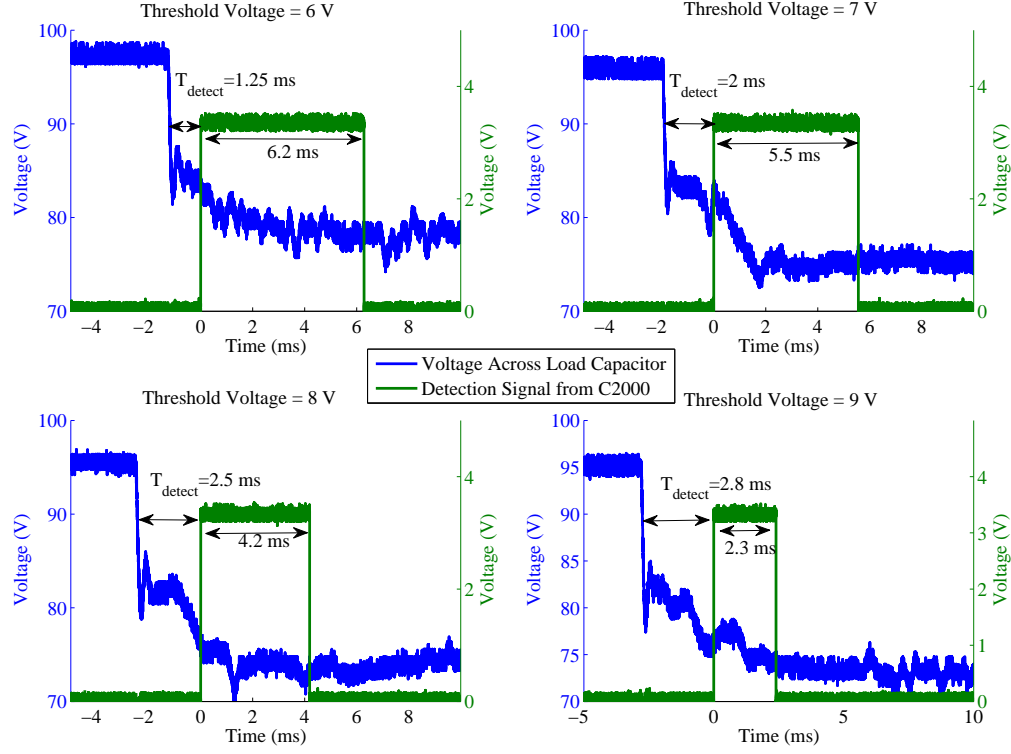 Threshold Voltage = 6 V
100
90
80
70
Voltage (V)
T_detect=1.25 ms
6.2 ms
4
2
0
Voltage (V)
−4 −2 0 2 4 6 8
Time (ms)
Threshold Voltage = 7 V
100
90
80
70
Voltage (V)
T_detect=2 ms
5.5 ms
4
2
0
Voltage (V)
−4 −2 0 2 4 6 8 10
Time (ms)
Voltage Across Load Capacitor
Detection Signal from C2000
Threshold Voltage = 8 V
100
90
80
70
Voltage (V)
T_detect=2.5 ms
4.2 ms
4
2
0
Voltage (V)
−4 −2 0 2 4 6 8
Time (ms)
Threshold Voltage = 9 V
100
95
90
85
80
75
70
Voltage (V)
T_detect=2.8 ms
2.3 ms
4
3
2
1
0
Voltage (V)
−5 0 5 10
Time (ms)